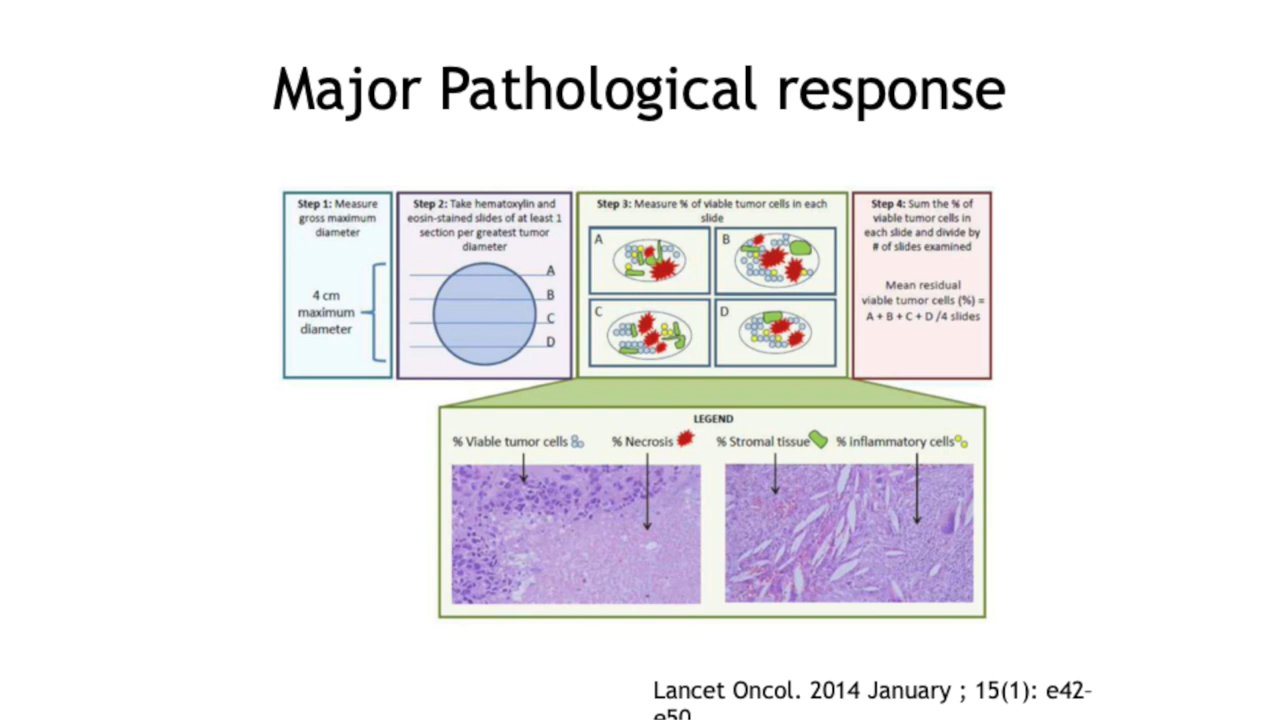 Major Pathological response
Step 1: Measure
gross maximum
diameter
4 cm
maximum
diameter
Step 2: Take hematoxylin and
eosin-stained slides of at least 1
section per greatest tumor
diameter
A
B
C
D
Step 3: Measure % of viable tumor cells in each
slide
A
B
C
D
Step 4: Sum the % of
viable tumor cells in
each slide and divide by
# of slides examined
Mean residual
viable tumor cells (%) =
A + B + C + D /4 slides
LEGEND
% Viable tumor cells
% Necrosis
% Stromal tissue
% inflammatory cells
Lancet Oncol. 2014 January ; 15(1): e42-
e50